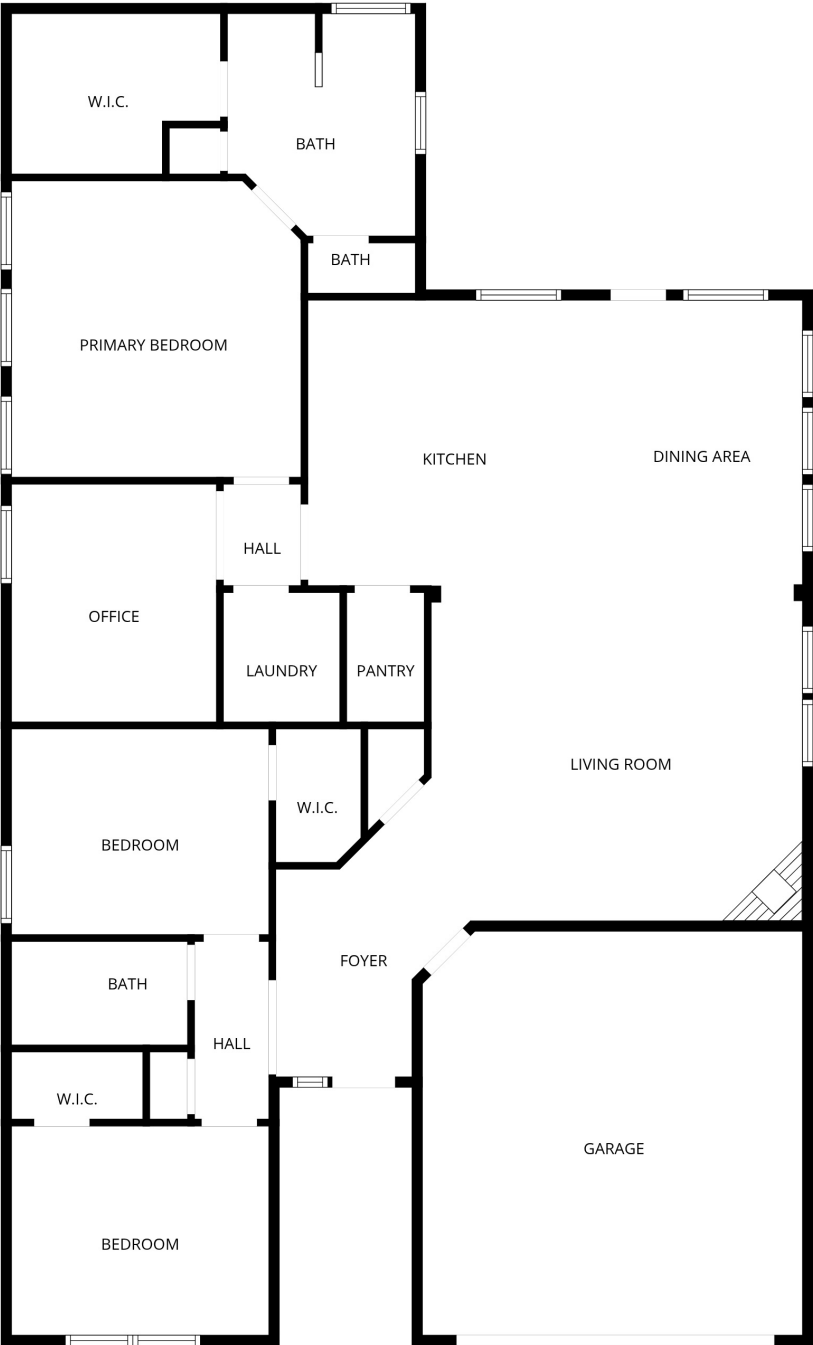 W.I.C.
BATH
BATH
PRIMARY BEDROOM
KITCHEN
DINING AREA
HALL
OFFICE
LAUNDRY
PANTRY
LIVING ROOM
W.I.C.
BEDROOM
FOYER
BATH
HALL
W.I.C.
GARAGE
BEDROOM